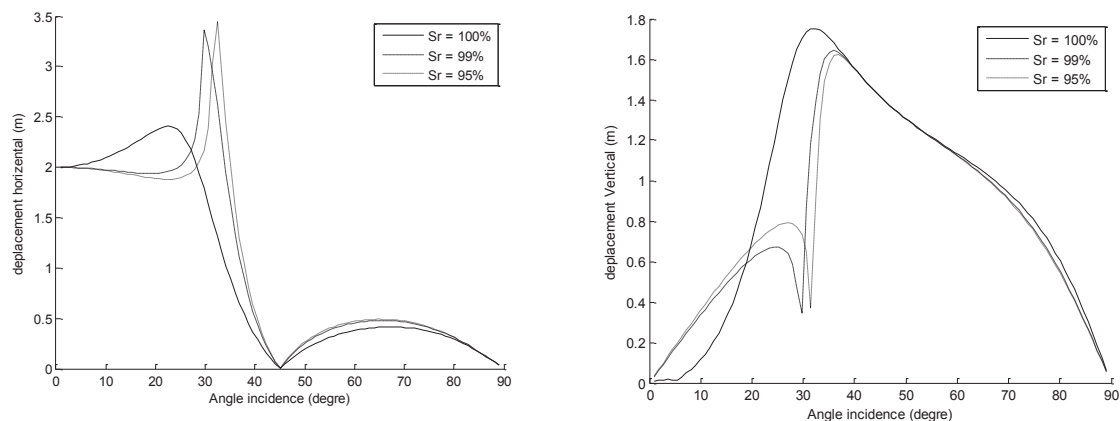 3.5
3
2.5
2
1.5
1
0.5
0
deplacement horizental (m)
0 10 20 30 40 50 60 70 80 90
Angle incidence (degre)
Sr = 100%
Sr = 99%
Sr = 95%
1.8
1.6
1.4
1.2
1
0.8
0.6
0.4
0.2
0
deplacement Vertical (m)
0 10 20 30 40 50 60 70 80 90
Angle incidence (degre)
Sr = 100%
Sr = 99%
Sr = 95%